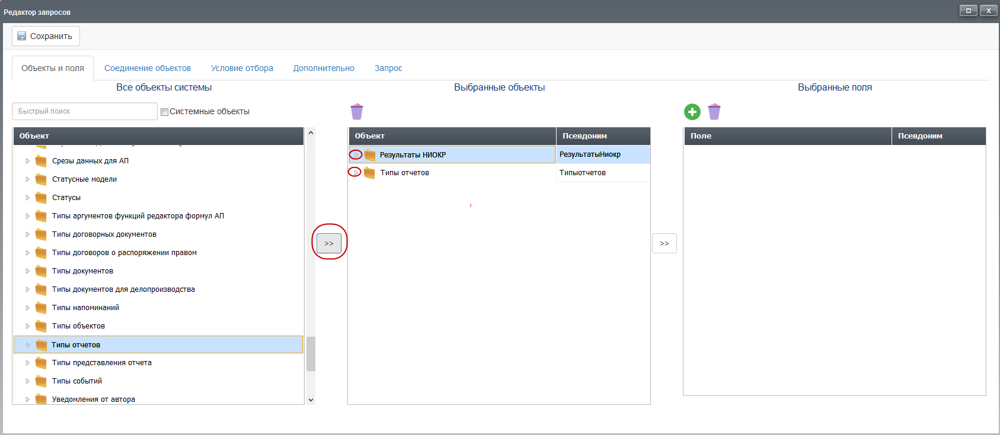 Редактор запросов
x
Сохранить
Объекты и поля
Соединение объектов
Условие отбора
Дополнительно
Запрос
Все объекты системы
Быстрый поиск
Системные объекты
Объект
Срезы данных для АП
Статусные модели
Статусы
Типы аргументов функций редактора формул АП
Типы договорных документов
Типы договоров о распоряжении правом
Типы документов
Типы документов для делопроизводства
Типы напоминаний
Типы объектов
Типы отчетов
Типы представления отчета
Типы событий
Уведомления от автора
>>
Выбранные объекты
Объект Псевдоним
Результаты НИОКР РезультатыНиокр
Типы отчетов Типыотчетов
>>
Выбранные поля
Поле Псевдоним